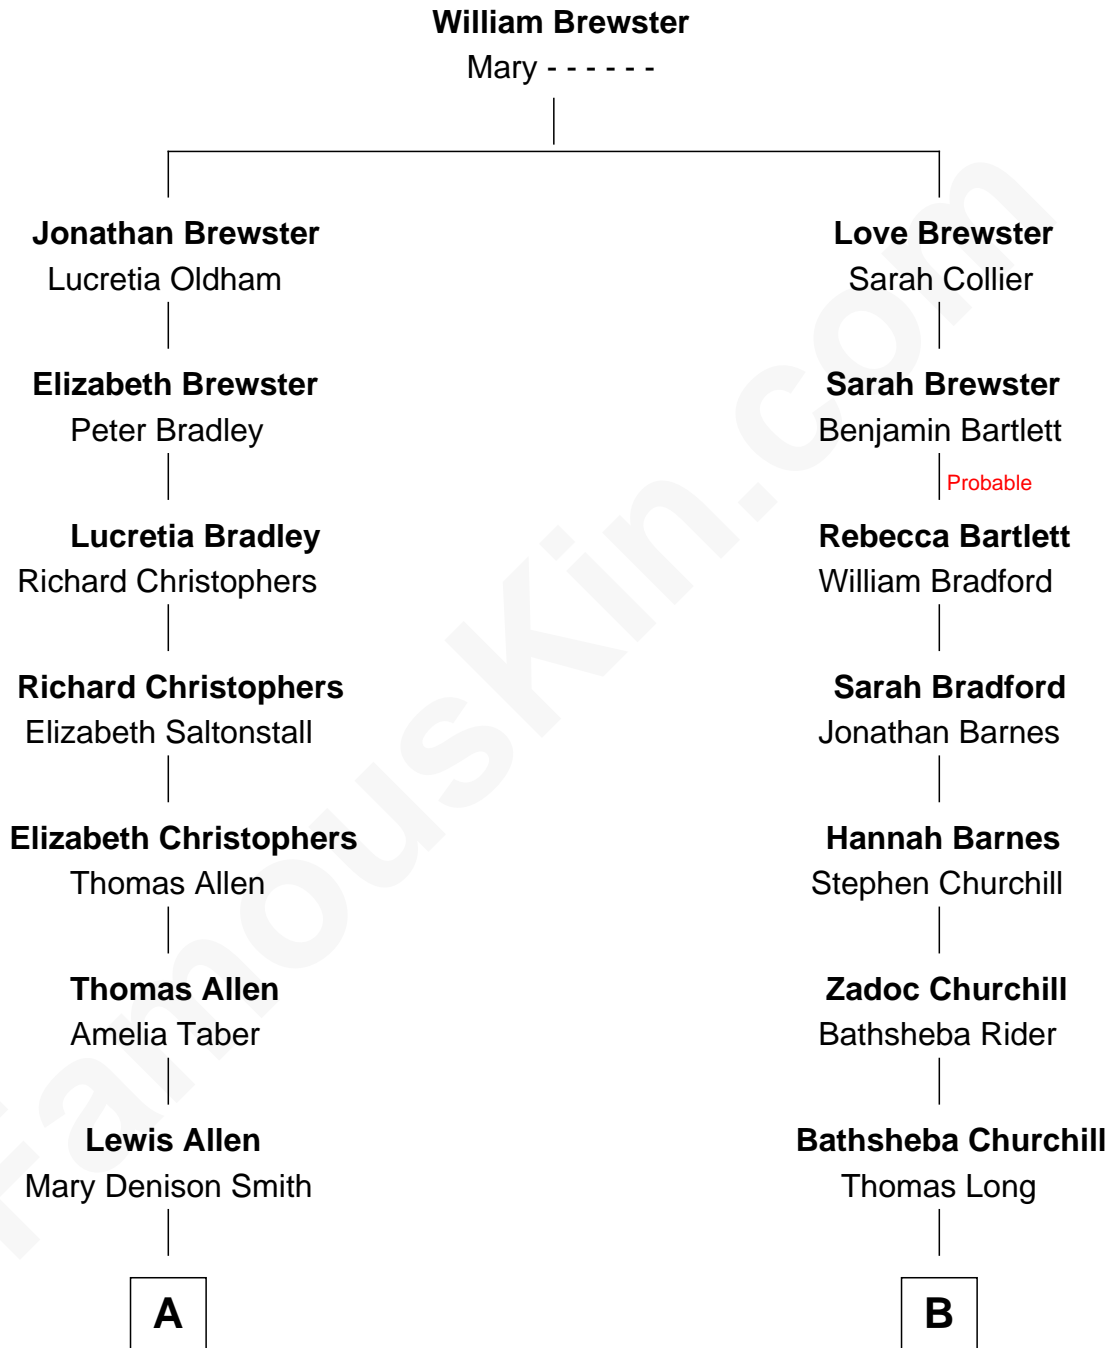 William Brewster
Mary - - - - - -
Jonathan Brewster
Lucretia Oldham
Love Brewster
Sarah Collier
Elizabeth Brewster
Peter Bradley
Sarah Brewster
Benjamin Bartlett
Probable
Lucretia Bradley
Richard Christophers
Rebecca Bartlett
William Bradford
Richard Christophers
Elizabeth Saltonstall
Sarah Bradford
Jonathan Barnes
Elizabeth Christophers
Thomas Allen
Hannah Barnes
Stephen Churchill
Thomas Allen
Amelia Taber
Zadoc Churchill
Bathsheba Rider
Lewis Allen
Mary Denison Smith
Bathsheba Churchill
Thomas Long
A
B
FamousKin.com